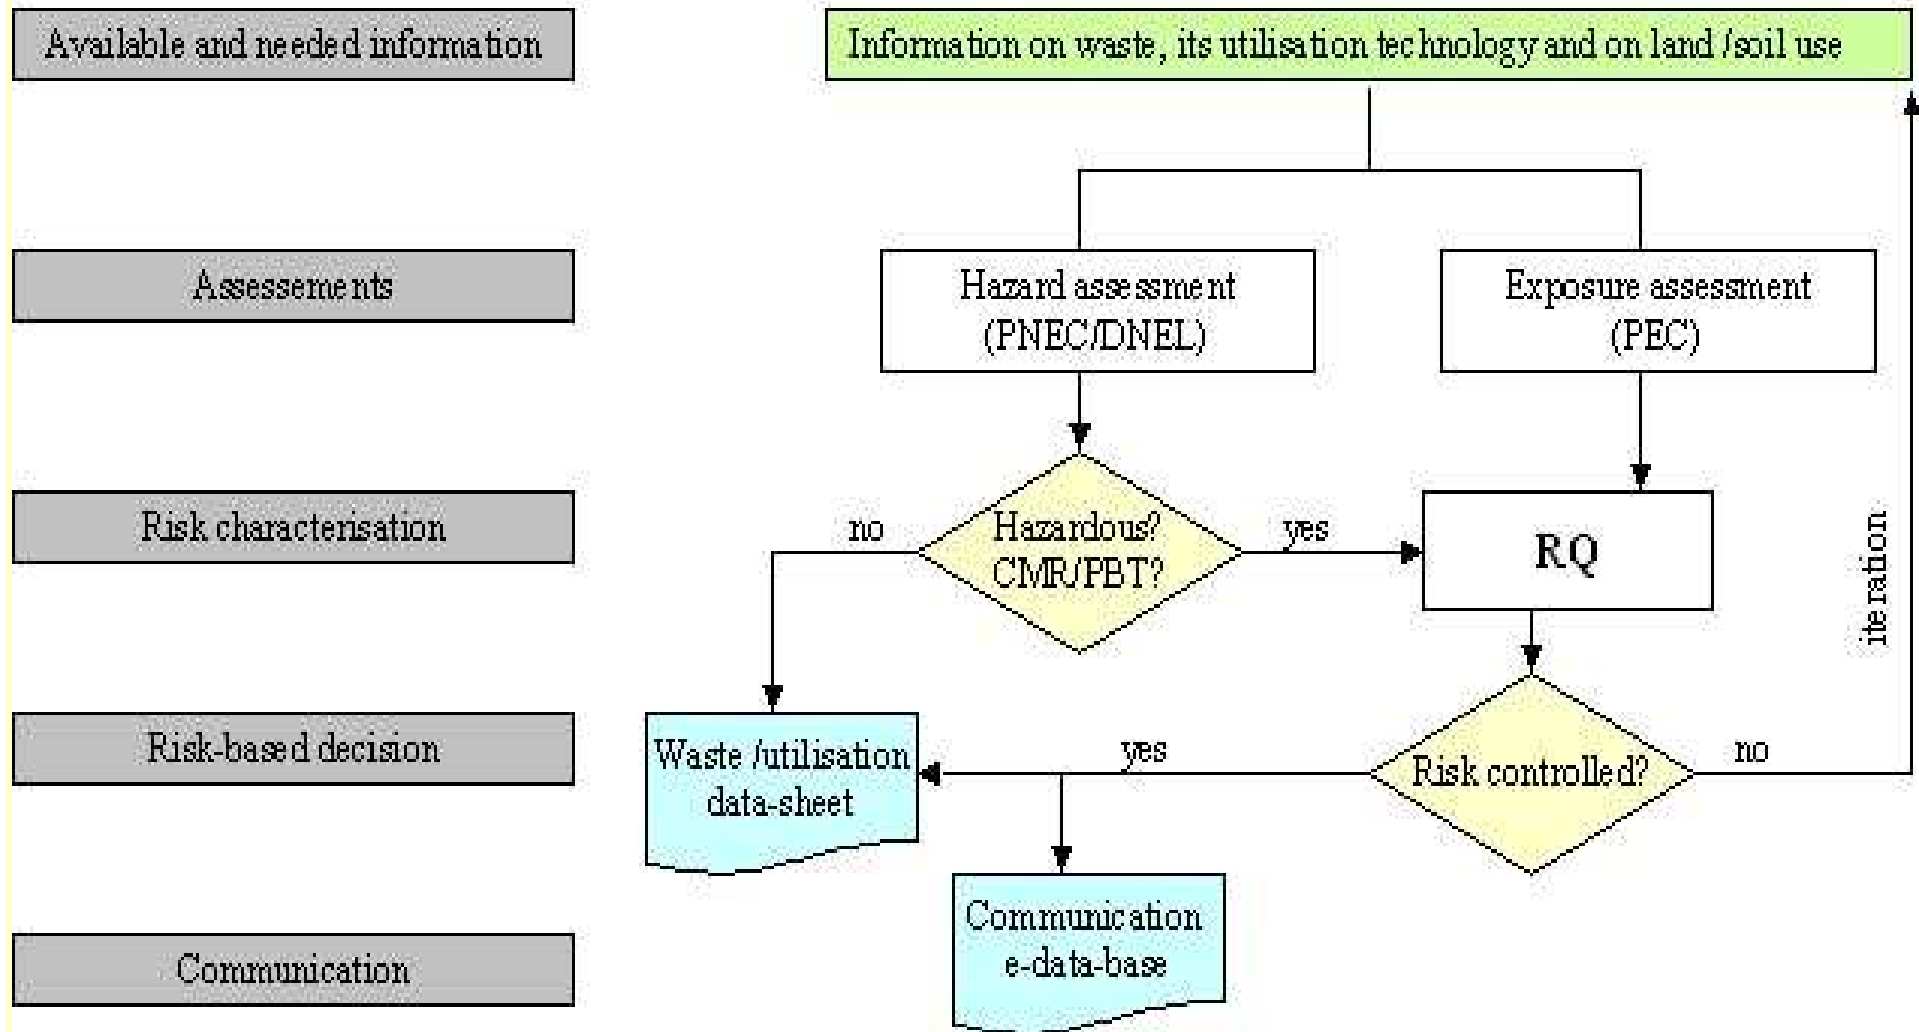 Available and needed information
Information on waste, its utilisation technology and on land /soil use
Assessements
Hazard assessment
(PNEC/DNEL)
Exposure assessment
(PEC)
Risk characterisation
no
Hazardous?
CMR/PBT?
yes
RQ
iteration
Risk-based decision
Waste /utilisation
data-sheet
yes
Risk controlled?
no
Communication
e-data-base
Communication